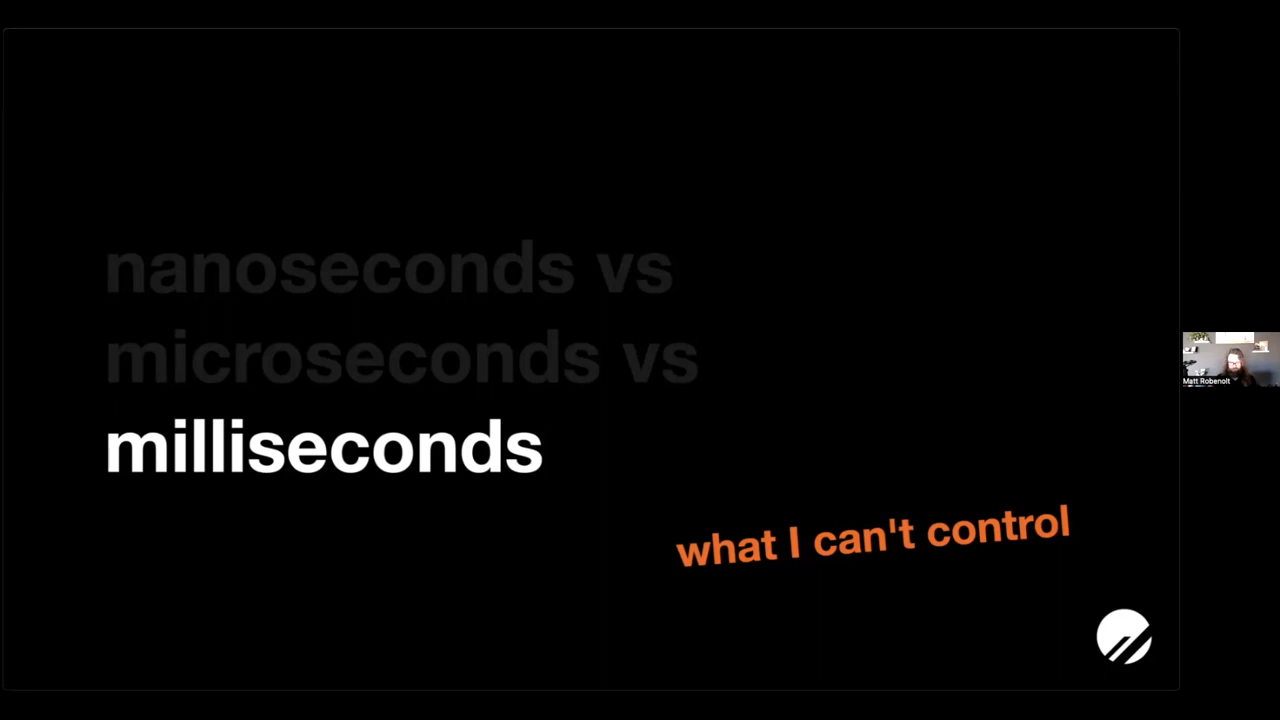 nanoseconds vs
microseconds vs
milliseconds
what I can't control
Matt Robenolt